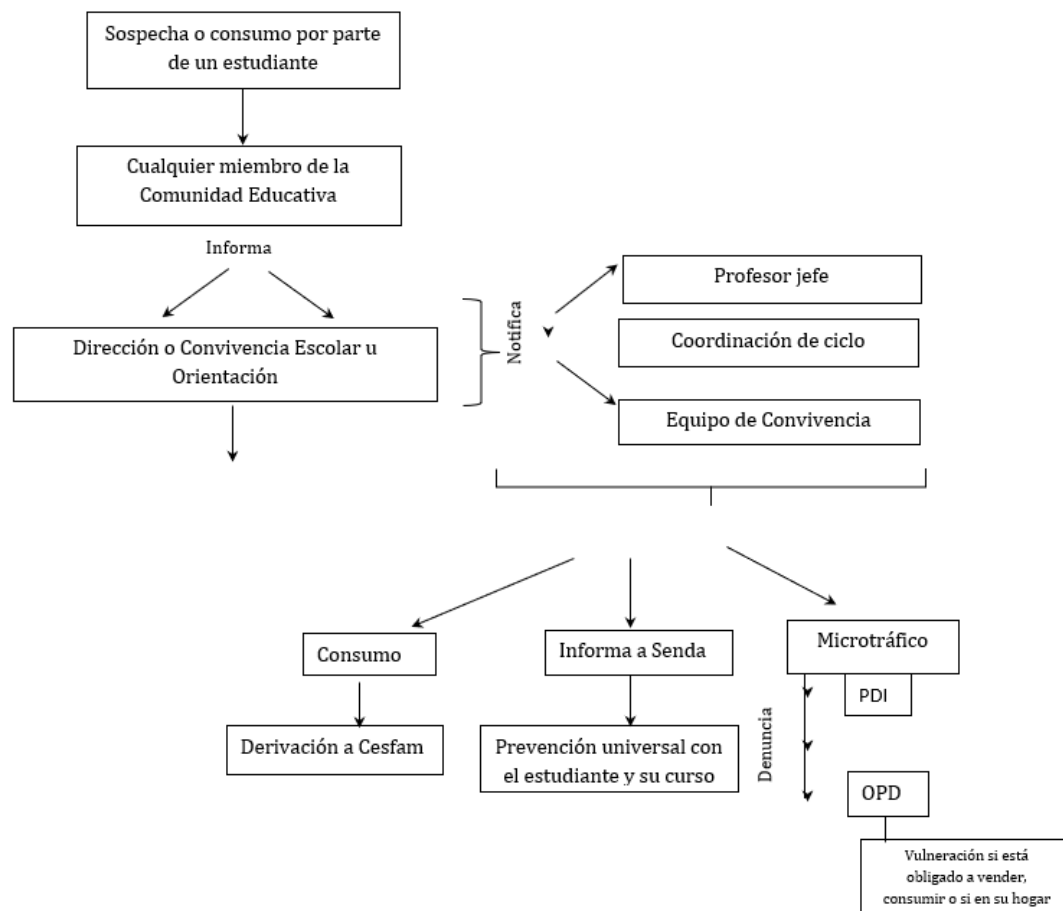 Sospecha o consumo por parte
de un estudiante
Cualquier miembro de la
Comunidad Educativa
Informa
Dirección o Convivencia Escolar u
Orientación
Notifica
Profesor jefe
Coordinación de ciclo
Equipo de Convivencia
Consumo
Derivación a Cesfam
Informa a Senda
Prevención universal con
el estudiante y su curso
Microtráfico
PDI
Denuncia
OPD
Vulneración si está
obligado a vender,
consumir o si en su hogar